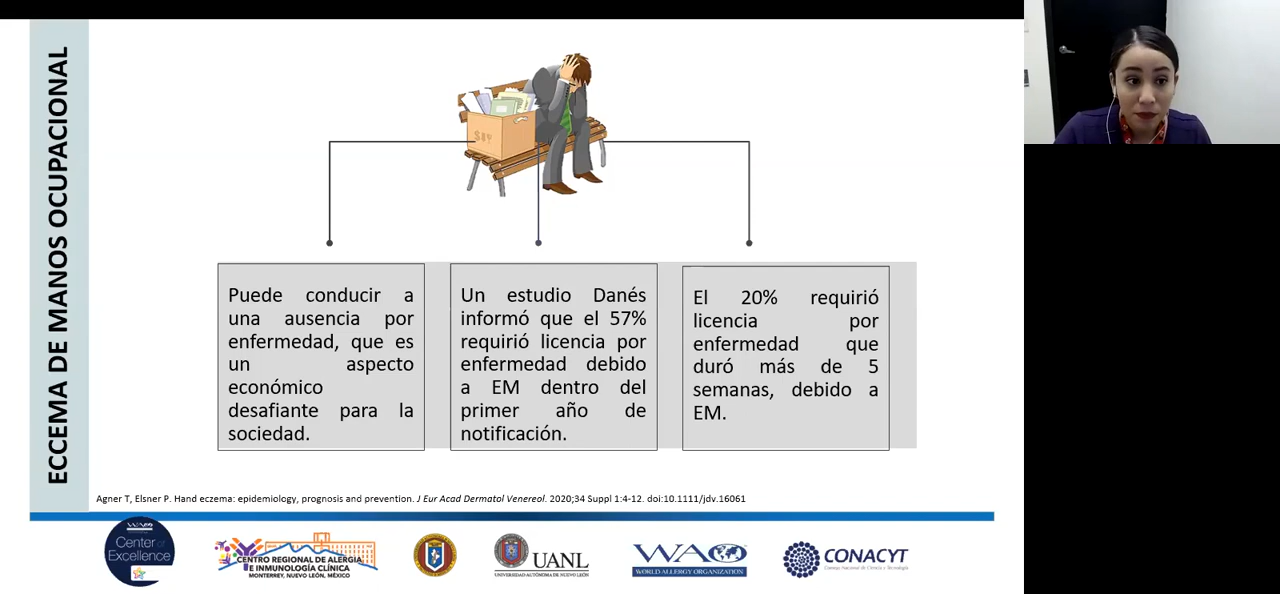 ECCEMA DE MANOS OCUPACIONAL
Puede conducir a
una ausencia por
enfermedad, que es
un aspecto
económico
desafiante para la
sociedad.
Un estudio Danés
informó que el 57%
requirió licencia por
enfermedad debido
a EM dentro del
primer año de
notificación.
El 20% requirió
licencia por
enfermedad que
duró más de 5
semanas, debido a
EM.
Agner T, Elsner P. Hand eczema: epidemiology, prognosis and prevention. J Eur Acad Dermatol Venereol. 2020;34 Suppl 1:4-12. doi:10.1111/jdv.16061
Center of
Excellence
CENTRO REGIONAL DE ALERGIA
E INMUNOLOGÍA CLÍNICA
MONTERREY, NUEVO LEÓN, MÉXICO
UANL
UNIVERSIDAD AUTÓNOMA DE NUEVO LEÓN
WAO
WORLD ALLERGY ORGANIZATION
CONACYT
Consejo Nacional de Ciencia y Tecnología